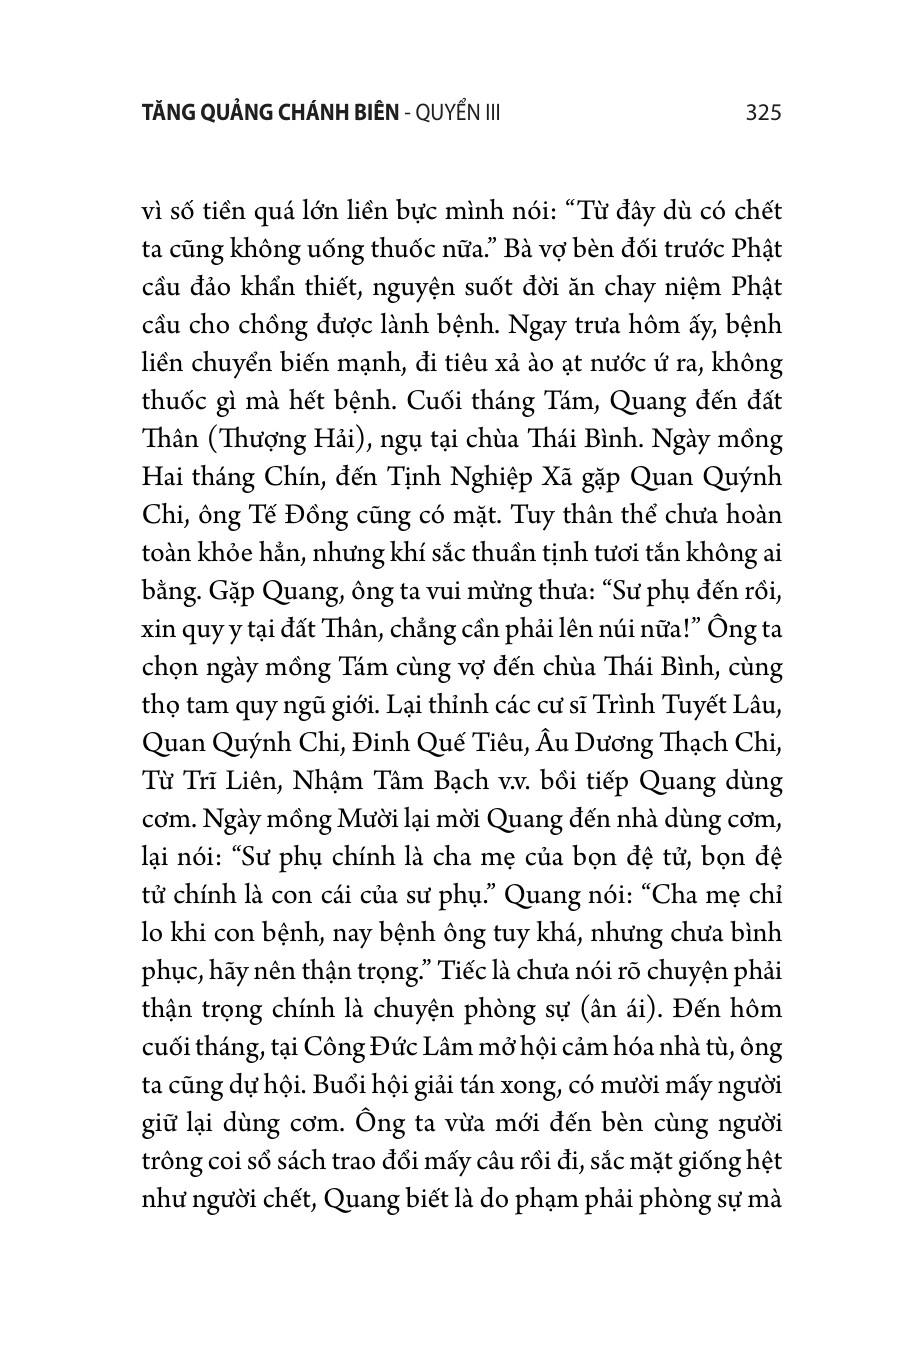 TĂNG QUẢNG CHÁNH BIÊN - QUYỂN III 325
vì số tiền quá lớn liền bực mình nói: “Từ đây dù có chết
ta cũng không uống thuốc nữa.” Bà vợ bèn đối trước Phật
cầu đảo khẩn thiết, nguyện suốt đời ăn chay niệm Phật
cầu cho chồng được lành bệnh. Ngay trưa hôm ấy, bệnh
liền chuyển biến mạnh, đi tiêu xả ào ạt nước ứ ra, không
thuốc gì mà hết bệnh. Cuối tháng Tám, Quang đến đất
Thân (Thượng Hải), ngụ tại chùa Thái Bình. Ngày mồng
Hai tháng Chín, đến Tịnh Nghiệp Xã gặp Quan Quýnh
Chi, ông Tế Đồng cũng có mặt. Tuy thân thể chưa hoàn
toàn khỏe hẳn, nhưng khí sắc thuần tịnh tươi tắn không ai
bằng. Gặp Quang, ông ta vui mừng thưa: “Sư phụ đến rồi,
xin quy y tại đất Thân, chẳng cần phải lên núi nữa!” Ông ta
chọn ngày mồng Tám cùng vợ đến chùa Thái Bình, cùng
thọ tam quy ngũ giới. Lại thỉnh các cư sĩ Trình Tuyết Lâu,
Quan Quýnh Chi, Đinh Quế Tiêu, Âu Dương Thạch Chi,
Từ Trĩ Liên, Nhậm Tâm Bạch v.v. bồi tiếp Quang dùng
cơm. Ngày mồng Mười lại mời Quang đến nhà dùng cơm,
lại nói: “Sư phụ chính là cha mẹ của bọn đệ tử, bọn đệ
tử chính là con cái của sư phụ.” Quang nói: “Cha mẹ chỉ
lo khi con bệnh, nay bệnh ông tuy khá, nhưng chưa bình
phục, hãy nên thận trọng.” Tiếc là chưa nói rõ chuyện phải
thận trọng chính là chuyện phòng sự (ân ái). Đến hôm
cuối tháng, tại Công Đức Lâm mở hội cảm hóa nhà tù, ông
ta cũng dự hội. Buổi hội giải tán xong, có mười mấy người
giữ lại dùng cơm. Ông ta vừa mới đến bèn cùng người
trông coi sổ sách trao đổi mấy câu rồi đi, sắc mặt giống hệt
như người chết, Quang biết là do phạm phải phòng sự mà